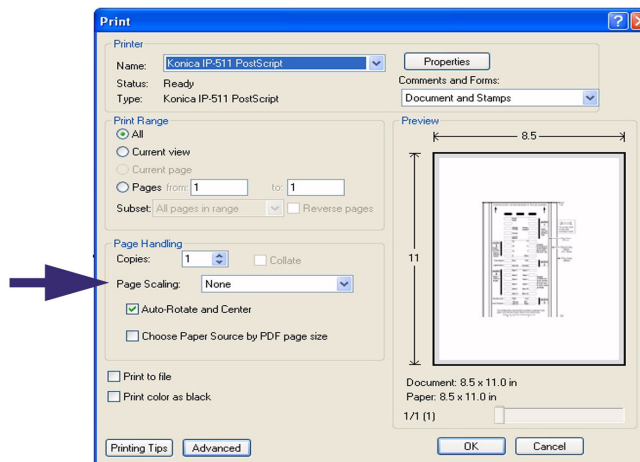 Print
Printer
Name: Konica IP-511 PostScript
Properties
Status: Ready
Comments and Forms:
Type: Konica IP-511 PostScript
Document and Stamps
Print Range
All
Current view
Current page
Pages from: 1 to: 1
Subset: All pages in range Reverse pages
Preview
8.5
11
Page Handling
Copies: 1 Collate
Page Scaling: None
Auto-Rotate and Center
Choose Paper Source by PDF page size
Print to file
Print color as black
Document: 8.5 x 11.0 in
Paper: 8.5 x 11.0 in
1/1 (1)
Printing Tips Advanced OK Cancel